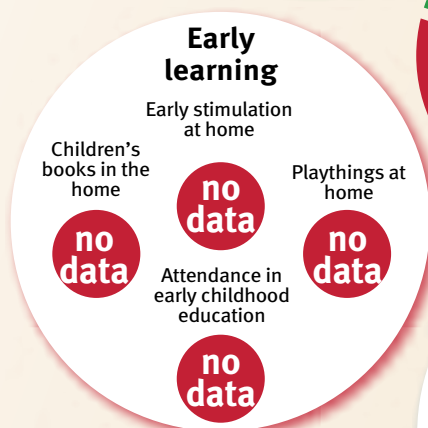 Early
learning
Early stimulation
at home
no
data
Children's
books in the
home
no
data
Playthings at
home
no
data
Attendance in
early childhood
education
no
data